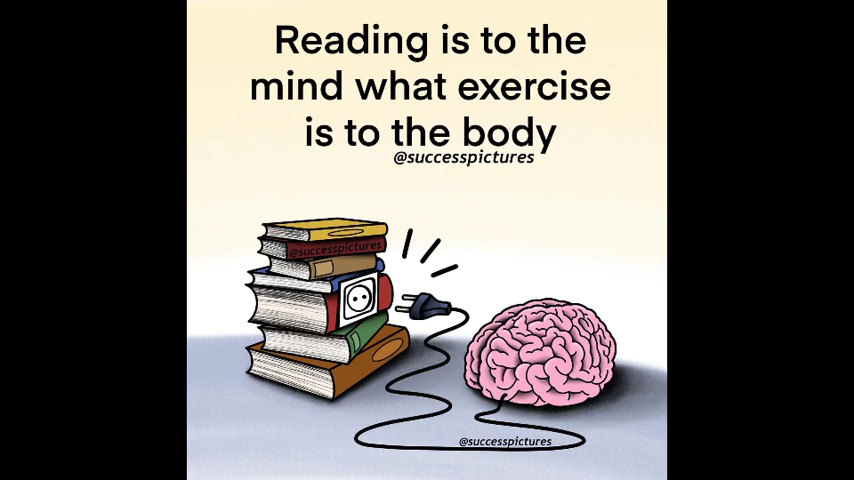 Reading is to the
mind what exercise
is to the body
@successpictures
@successpictures
@successpictures